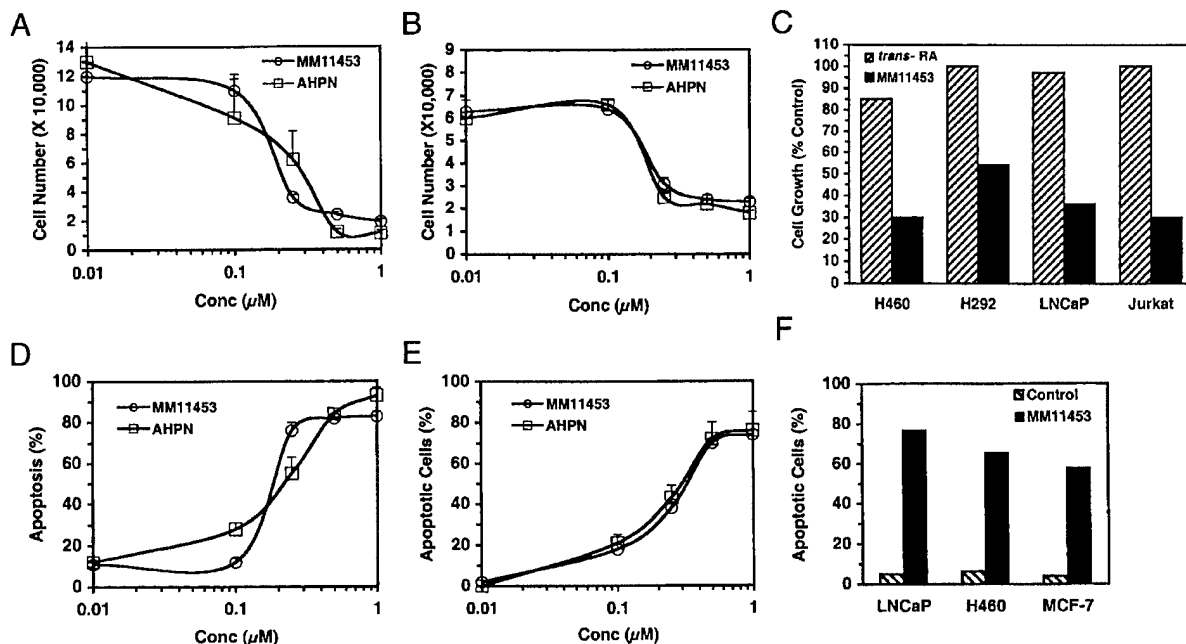 A
14
12
10
8
6
4
2
0
Cell Number (X 10,000)
MM11453
AHPN
0.01 0.1 1
Conc (µM)
B
9
8
7
6
5
4
3
2
1
0
Cell Number (X10,000)
MM11453
AHPN
0.01 0.1 1
Conc (µM)
C
110
100
90
80
70
60
50
40
30
20
10
0
Cell Growth (% Control)
trans- RA
MM11453
H460 H292 LNCaP Jurkat
D
100
80
60
40
20
0
Apoptosis (%)
MM11453
AHPN
0.01 0.1 1
Conc (µM)
E
100
80
60
40
20
0
Apoptotic Cells (%)
MM11453
AHPN
0.01 0.1 1
Conc (µM)
F
100
80
60
40
20
0
Apoptotic Cells (%)
Control
MM11453
LNCaP H460 MCF-7